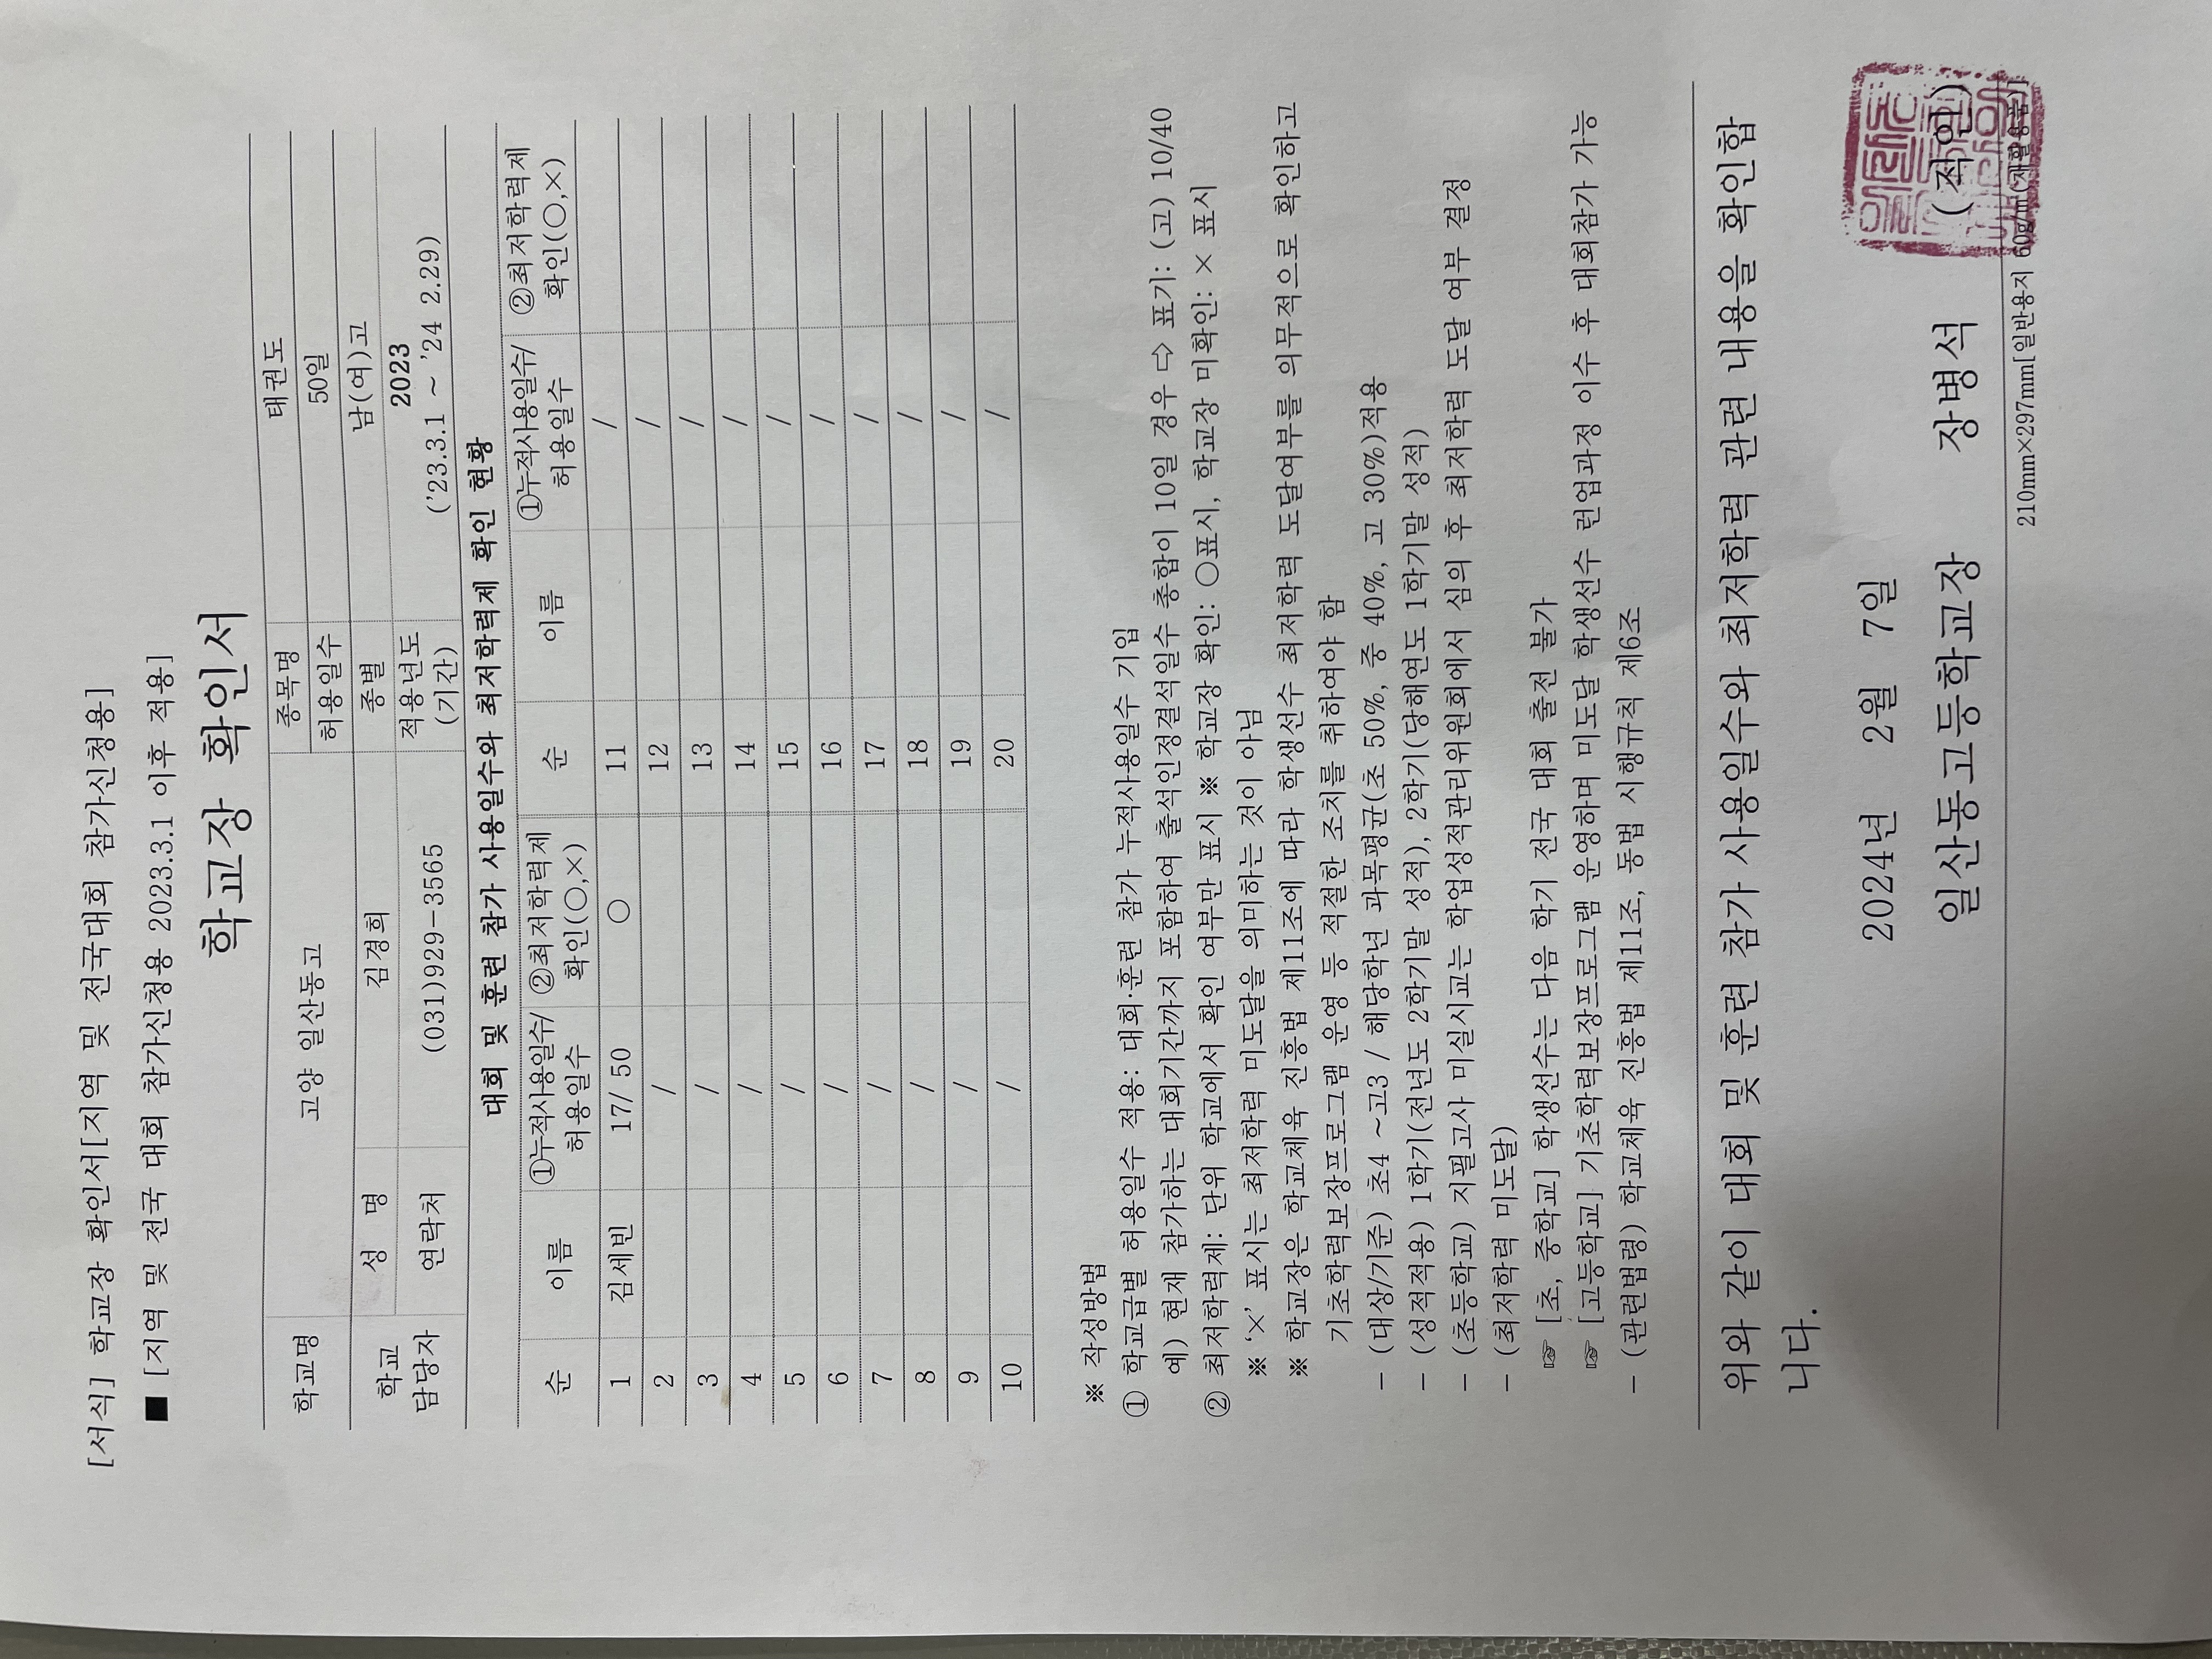 [서식] 학교장 확인서[지역 및 전국대회 참가신청용]
■ [지역 및 전국 대회 참가신청용 2023.3.1 이후 적용]
학교장 확인서
학교명 고양 일산동고 종목명 태권도
허용일수 50일
학교 담당자 성 명 김경희 종별 남(여)고
연락처 (031)929-3565 적용년도 (기간) 2023 ('23.3.1 ~ '24 2.29)
대회 및 훈련 참가 사용일수와 최저학력제 확인 현황
순 이름 ①누적사용일수/허용일수 ②최저학력제 확인(○,×) 순 이름 ①누적사용일수/허용일수 ②최저학력제 확인(○,×)
1 김세빈 17/ 50 ○ 11 /
2 / 12 /
3 / 13 /
4 / 14 /
5 / 15 /
6 / 16 /
7 / 17 /
8 / 18 /
9 / 19 /
10 / 20 /
※ 작성방법
① 학교급별 허용일수 적용: 대회·훈련 참가 누적사용일수 기입
예) 현재 참가하는 대회기간까지 포함하여 출석인정결석일수 총합이 10일 경우 ⇨ 표기: (고) 10/40
② 최저학력제: 단위 학교에서 확인 여부만 표시 ※ 학교장 확인: ○표시, 학교장 미확인: × 표시
※ '×' 표시는 최저학력 미도달을 의미하는 것이 아님
※ 학교장은 학교체육 진흥법 제11조에 따라 학생선수 최저학력 도달여부를 의무적으로 확인하고
기초학력보장프로그램 운영 등 적절한 조치를 취하여야 함
- (대상/기준) 초4 ~고3 / 해당학년 과목평균(초 50%, 중 40%, 고 30%)적용
- (성적적용) 1학기(전년도 2학기말 성적), 2학기(당해연도 1학기말 성적)
- (초등학교) 지필고사 미실시교는 학업성적관리위원회에서 심의 후 최저학력 도달 여부 결정
- (최저학력 미도달)
☞ [초, 중학교] 학생선수는 다음 학기 전국 대회 출전 불가
☞ [고등학교] 기초학력보장프로그램 운영하며 미도달 학생선수 런업과정 이수 후 대회참가 가능
- (관련법령) 학교체육 진흥법 제11조, 동법 시행규칙 제6조
위와 같이 대회 및 훈련 참가 사용일수와 최저학력 관련 내용을 확인합
니다.
2024년 2월 7일
일산동고등학교장 장병석 (직인)
210mm×297mm[일반용지 60g/㎡(재활용품)]